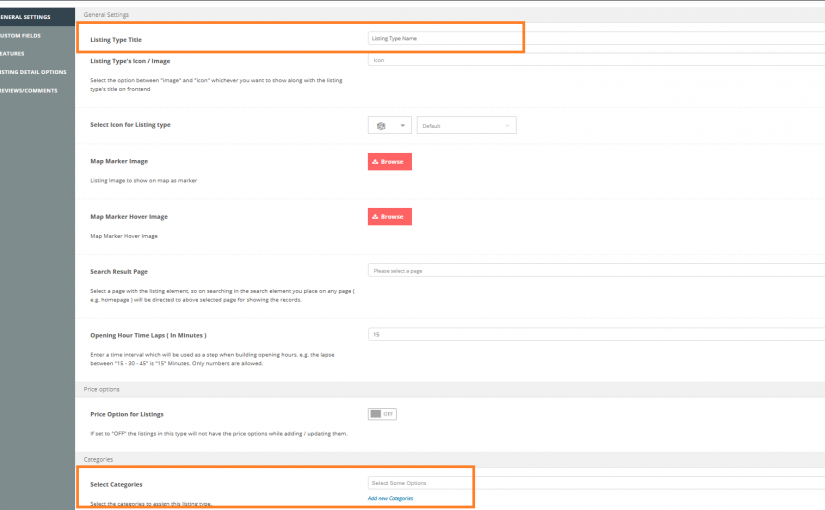 ENERAL SETTINGS
USTOM FIELDS
EATURES
ISTING DETAIL OPTIONS
REVIEWS/COMMENTS
General Settings
Listing Type Title
Listing Type Name
Listing Type's Icon / Image
Icon
Select the option between "image" and "icon" whichever you want to show along with the listing
type's title on frontend
Select Icon for Listing type
Default
Map Marker Image
Browse
Listing Image to show on map as marker
Map Marker Hover Image
Browse
Map Marker Hover Image
Search Result Page
Please select a page
Select a page with the listing element, so on searching in the search element you place on any page (
e.g. homepage ) will be directed to above selected page for showing the records.
Opening Hour Time Laps ( In Minutes )
15
Enter a time interval which will be used as a step when building opening hours. e.g. the lapse
between "15 - 30 - 45" is "15" Minutes. Only numbers are allowed.
Price options
Price Option for Listings
OFF
If set to "OFF" the listings in this type will not have the price options while adding / updating them.
Categories
Select Categories
Select Some Options
Add new Categories
Select the categories to assign this listing type.